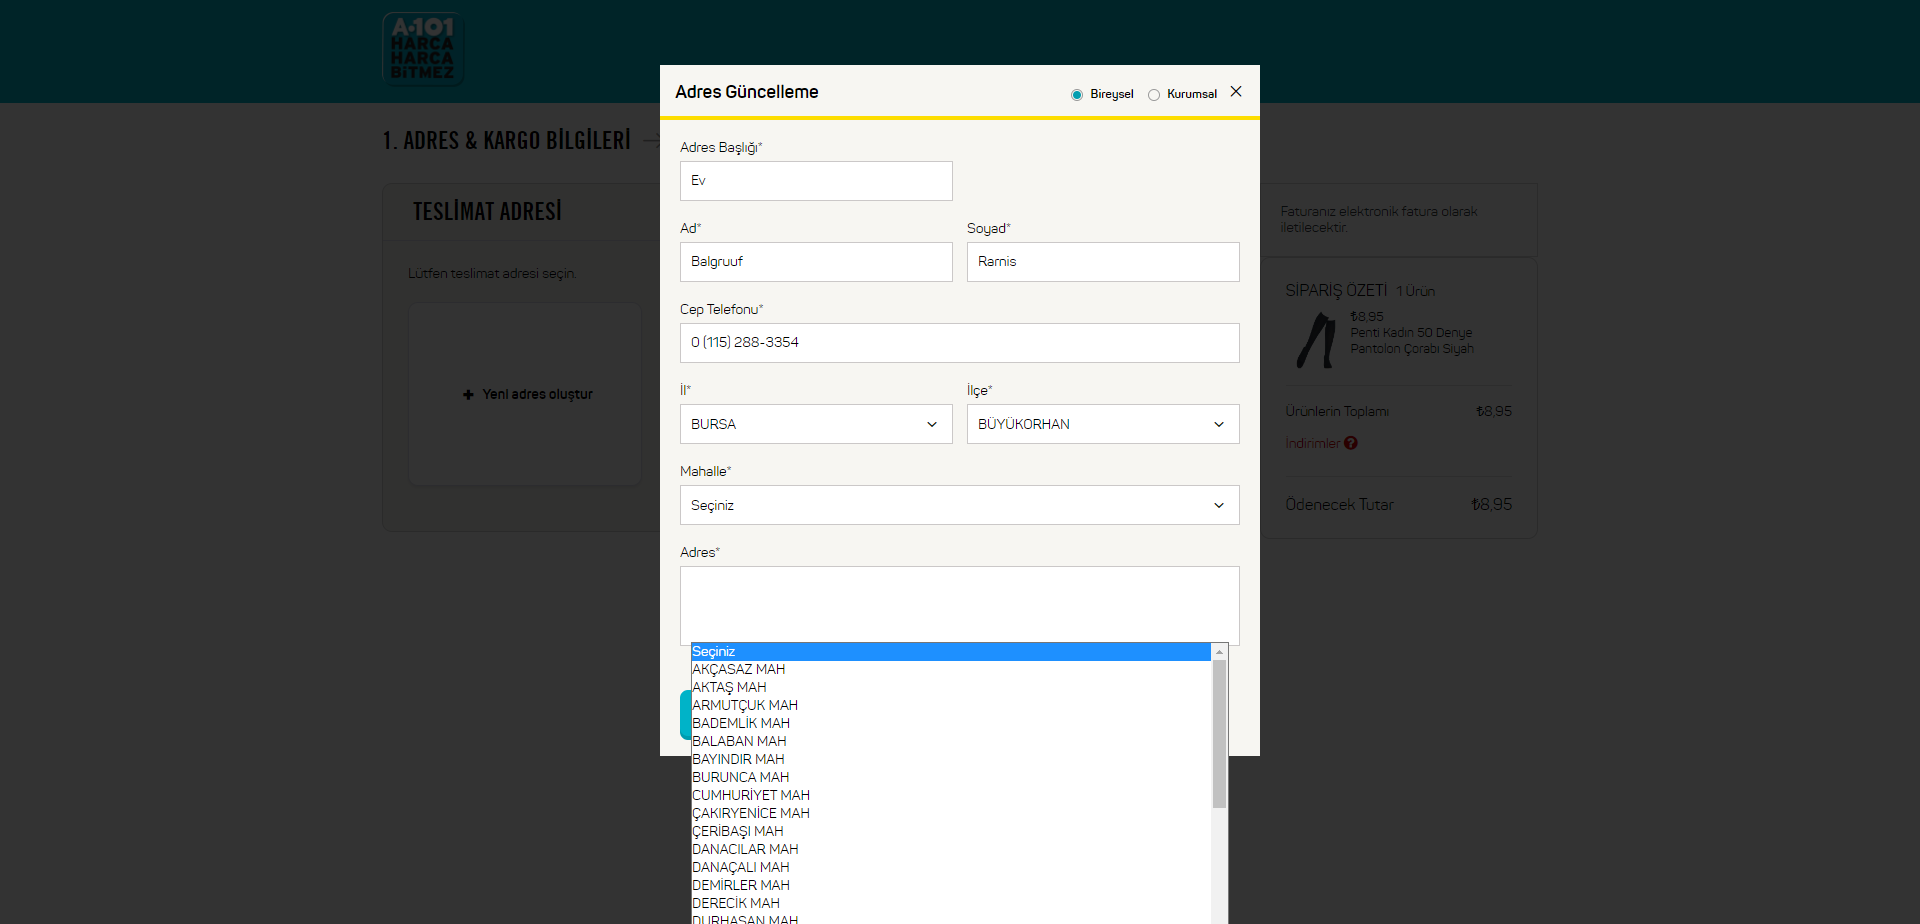 A·101
HARCA
HARCA
BİTMEZ
1. ADRES & KARGO BİLGİLERİ
TESLİMAT ADRESİ
Lütfen teslimat adresi seçin.
Yeni adres oluştur
Adres Güncelleme
Bireysel
Kurumsal
Adres Başlığı*
Ev
Ad*
Soyad*
Balgruuf
Rarnis
Cep Telefonu*
0 (115) 288-3354
İl*
İlçe*
BURSA
BÜYÜKORHAN
Mahalle*
Seçiniz
Adres*
Seçiniz
AKÇASAZ MAH
AKTAŞ MAH
ARMUTÇUK MAH
BADEMLİK MAH
BALABAN MAH
BAYINDIR MAH
BURUNCA MAH
CUMHURİYET MAH
ÇAKIRYENİCE MAH
ÇERİBAŞI MAH
DANACILAR MAH
DANAÇALI MAH
DEMİRLER MAH
DERECİK MAH
DURHASAN MAH
Faturanız elektronik fatura olarak
iletilecektir.
SİPARİŞ ÖZETİ 1 Ürün
₺8,95
Penti Kadın 50 Denye
Pantolon Çorabı Siyah
Ürünlerin Toplamı ₺8,95
İndirimler ?
Ödenecek Tutar ₺8,95